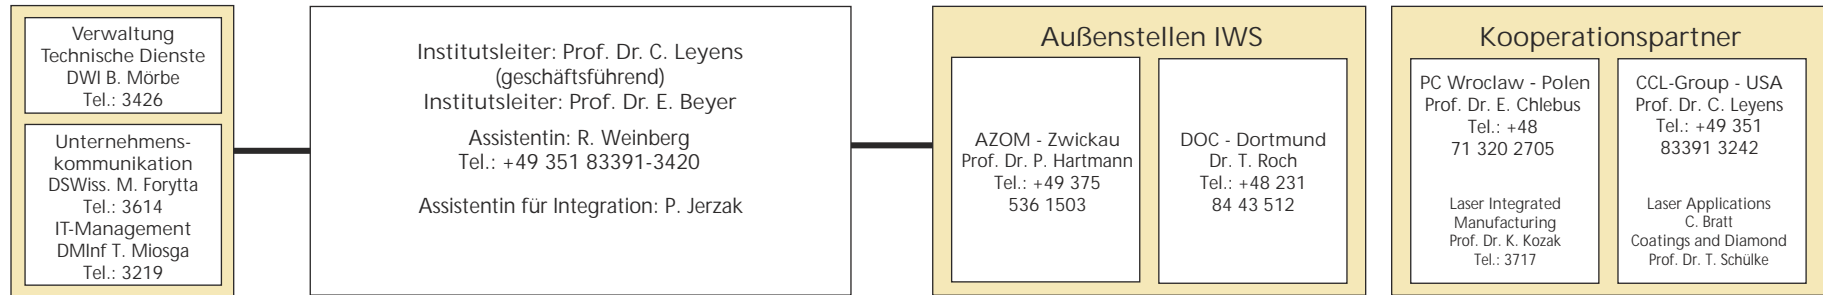 Verwaltung
Technische Dienste
DWI B. Mörbe
Tel.: 3426
Unternehmens-
kommunikation
DSWiss. M. Forytta
Tel.: 3614
IT-Management
DMInf T. Miosga
Tel.: 3219
Institutsleiter: Prof. Dr. C. Leyens
(geschäftsführend)
Institutsleiter: Prof. Dr. E. Beyer
Assistentin: R. Weinberg
Tel.: +49 351 83391-3420
Assistentin für Integration: P. Jerzak
Außenstellen IWS
AZOM - Zwickau
Prof. Dr. P. Hartmann
Tel.: +49 375
536 1503
DOC - Dortmund
Dr. T. Roch
Tel.: +48 231
84 43 512
Kooperationspartner
PC Wroclaw - Polen
Prof. Dr. E. Chlebus
Tel.: +48
71 320 2705
Laser Integrated
Manufacturing
Prof. Dr. K. Kozak
Tel.: 3717
CCL-Group - USA
Prof. Dr. C. Leyens
Tel.: +49 351
83391 3242
Laser Applications
C. Bratt
Coatings and Diamond
Prof. Dr. T. Schülke